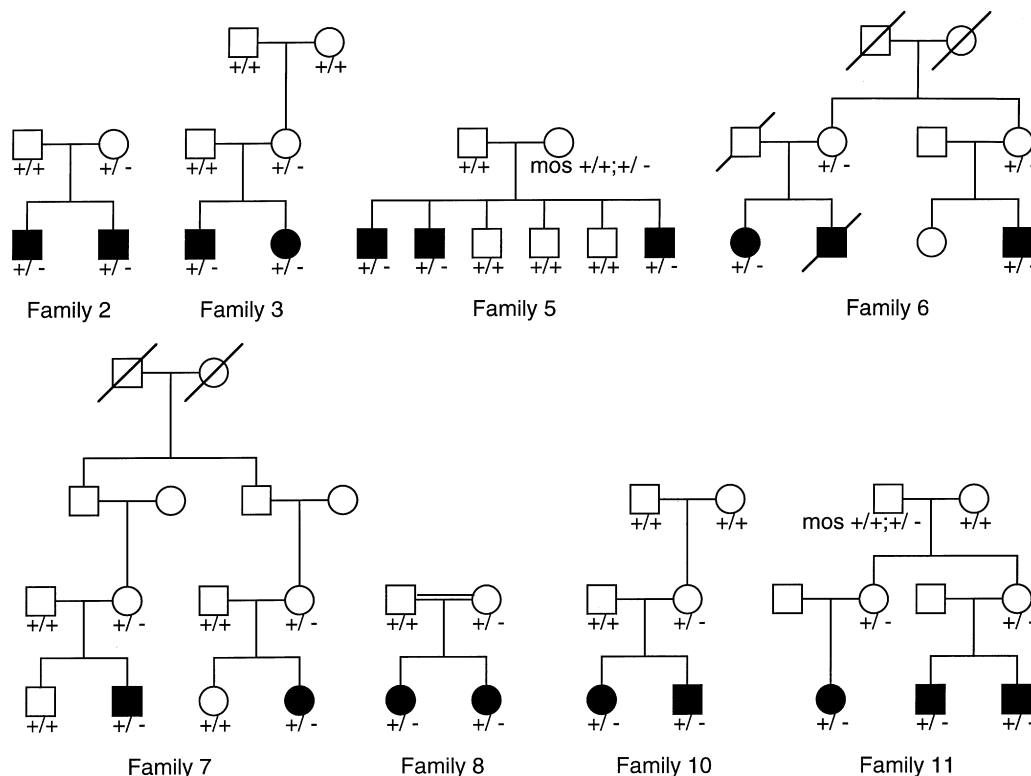 +/+ +/+
+/+ +/- +/+ +/- +/+ mos +/+;+/- +/- +/-
+/- +/- +/- +/- +/- +/- +/+ +/+ +/+ +/- +/- +/-
Family 2 Family 3 Family 5 Family 6
+/+ +/+ mos +/+;+/- +/+
+/+ +/- +/+ +/- +/+ +/- +/+ +/- +/- +/-
+/+ +/- +/+ +/- +/- +/- +/- +/- +/- +/- +/-
Family 7 Family 8 Family 10 Family 11